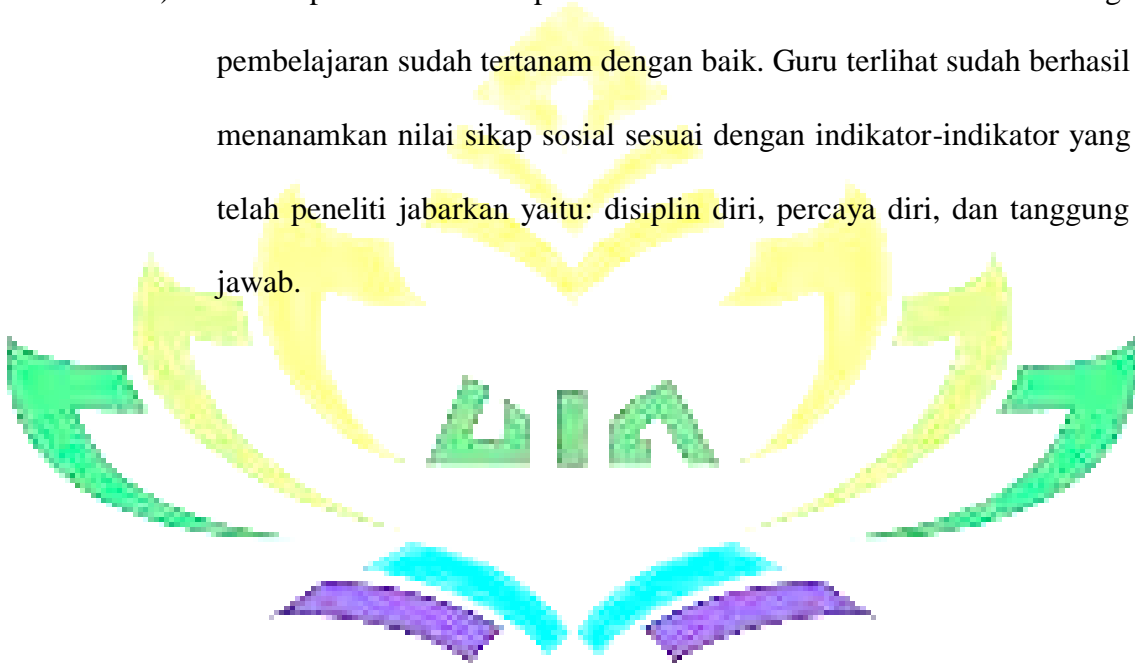 pembelajaran sudah tertanam dengan baik. Guru terlihat sudah berhasil
menanamkan nilai sikap sosial sesuai dengan indikator-indikator yang
telah peneliti jabarkan yaitu: disiplin diri, percaya diri, dan tanggung
jawab.
UIN